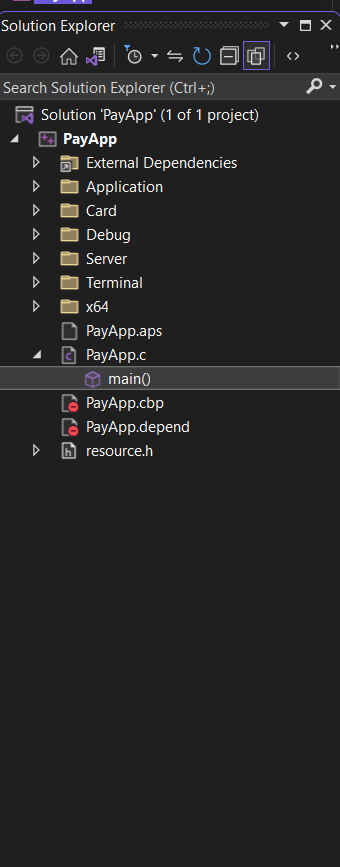 Solution Explorer
Search Solution Explorer (Ctrl+;)
Solution 'PayApp' (1 of 1 project)
PayApp
External Dependencies
Application
Card
Debug
Server
Terminal
x64
PayApp.aps
PayApp.c
main()
PayApp.cbp
PayApp.depend
resource.h